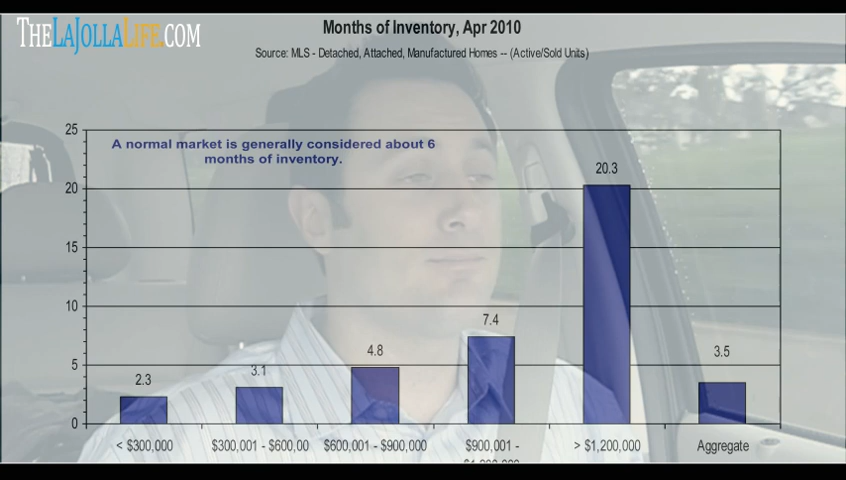 THELAJOLLALIFE.COM
Months of Inventory, Apr 2010
Source: MLS - Detached, Attached, Manufactured Homes -- (Active/Sold Units)
A normal market is generally considered about 6
months of inventory.
25
20
15
10
5
0
2.3
3.1
4.8
7.4
20.3
3.5
< $300,000
$300,001 - $600,00
$600,001 - $900,000
$900,001 -
> $1,200,000
Aggregate